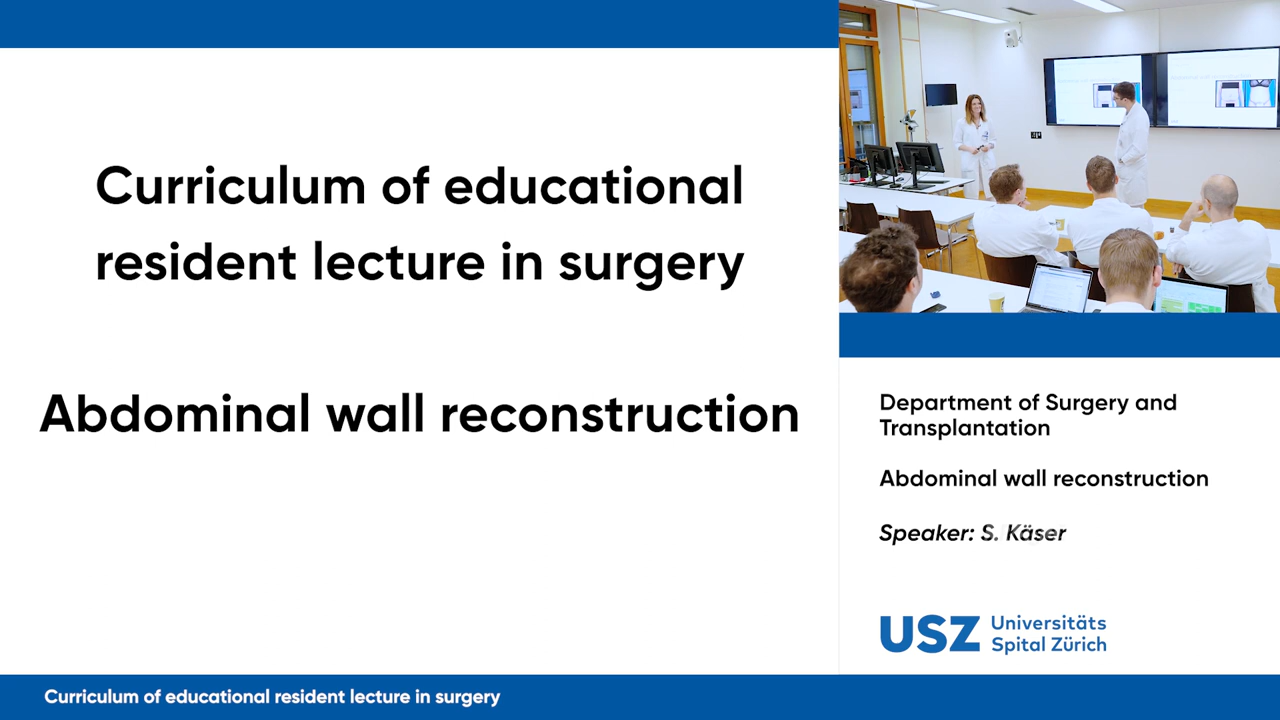 Curriculum of educational
resident lecture in surgery
Abdominal wall reconstruction
Department of Surgery and
Transplantation
Abdominal wall reconstruction
Speaker: S. Käser
USZ Universitäts
Spital Zürich
Curriculum of educational resident lecture in surgery